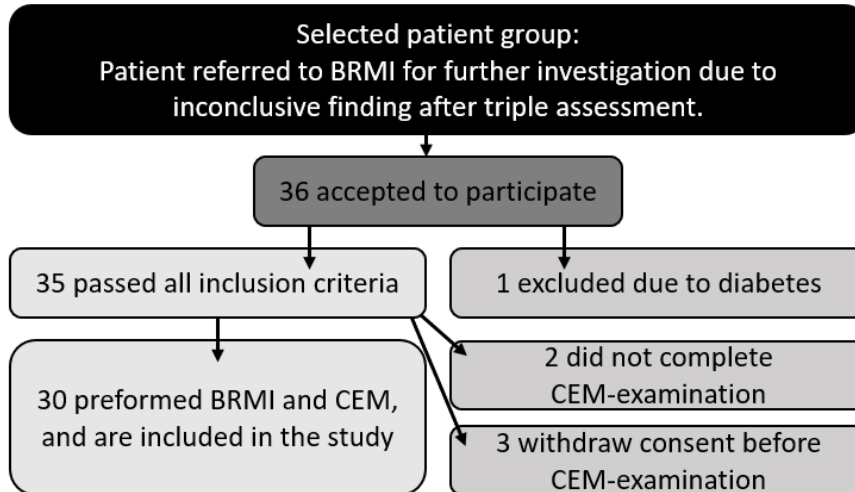 Selected patient group:
Patient referred to BRMI for further investigation due to
inconclusive finding after triple assessment.
36 accepted to participate
35 passed all inclusion criteria
1 excluded due to diabetes
30 preformed BRMI and CEM,
and are included in the study
2 did not complete
CEM-examination
3 withdraw consent before
CEM-examination